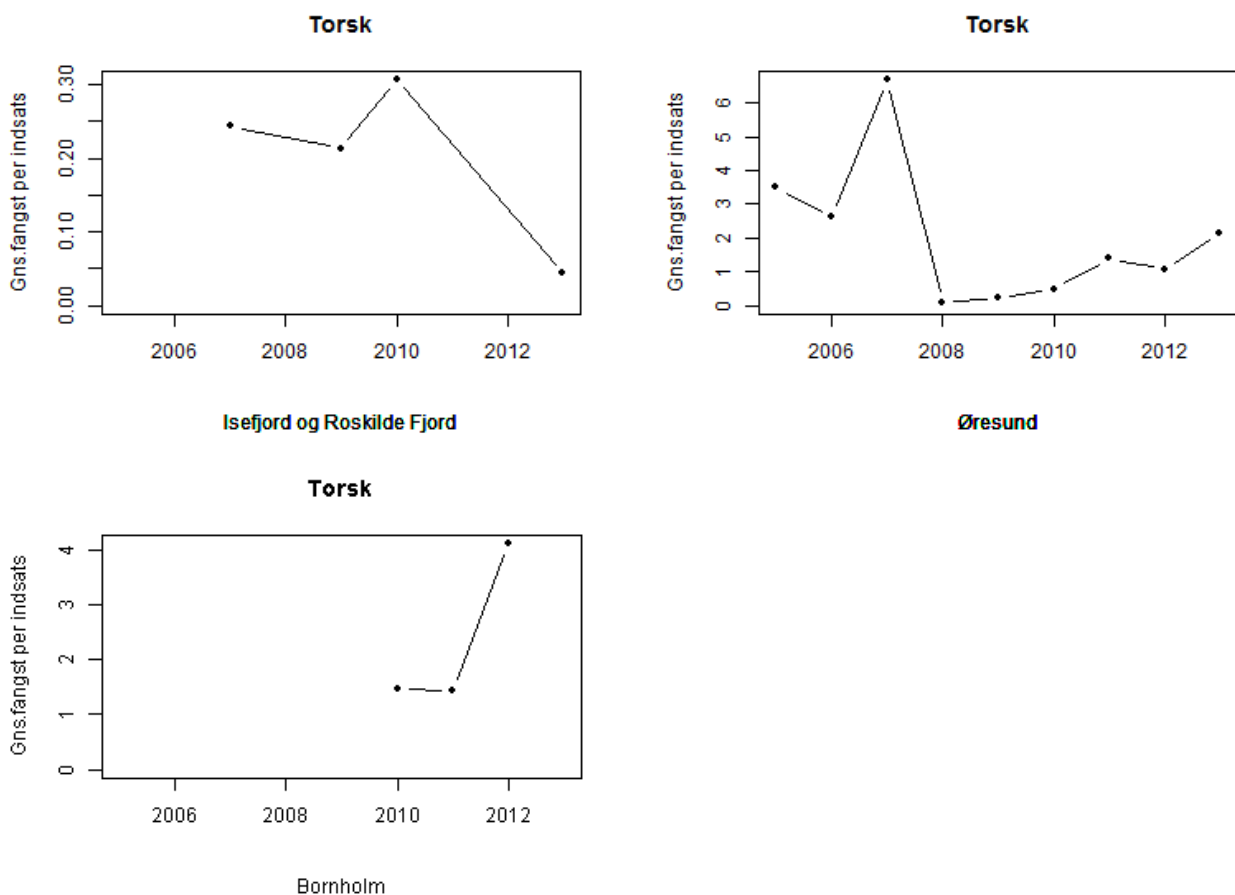 Torsk
Gns.fangst per indsats
0.30
0.20
0.10
0.00
2006 2008 2010 2012
Isefjord og Roskilde Fjord
Torsk
Gns.fangst per indsats
6
5
4
3
2
1
0
2006 2008 2010 2012
Øresund
Torsk
Gns.fangst per indsats
4
3
2
1
0
2006 2008 2010 2012
Bornholm